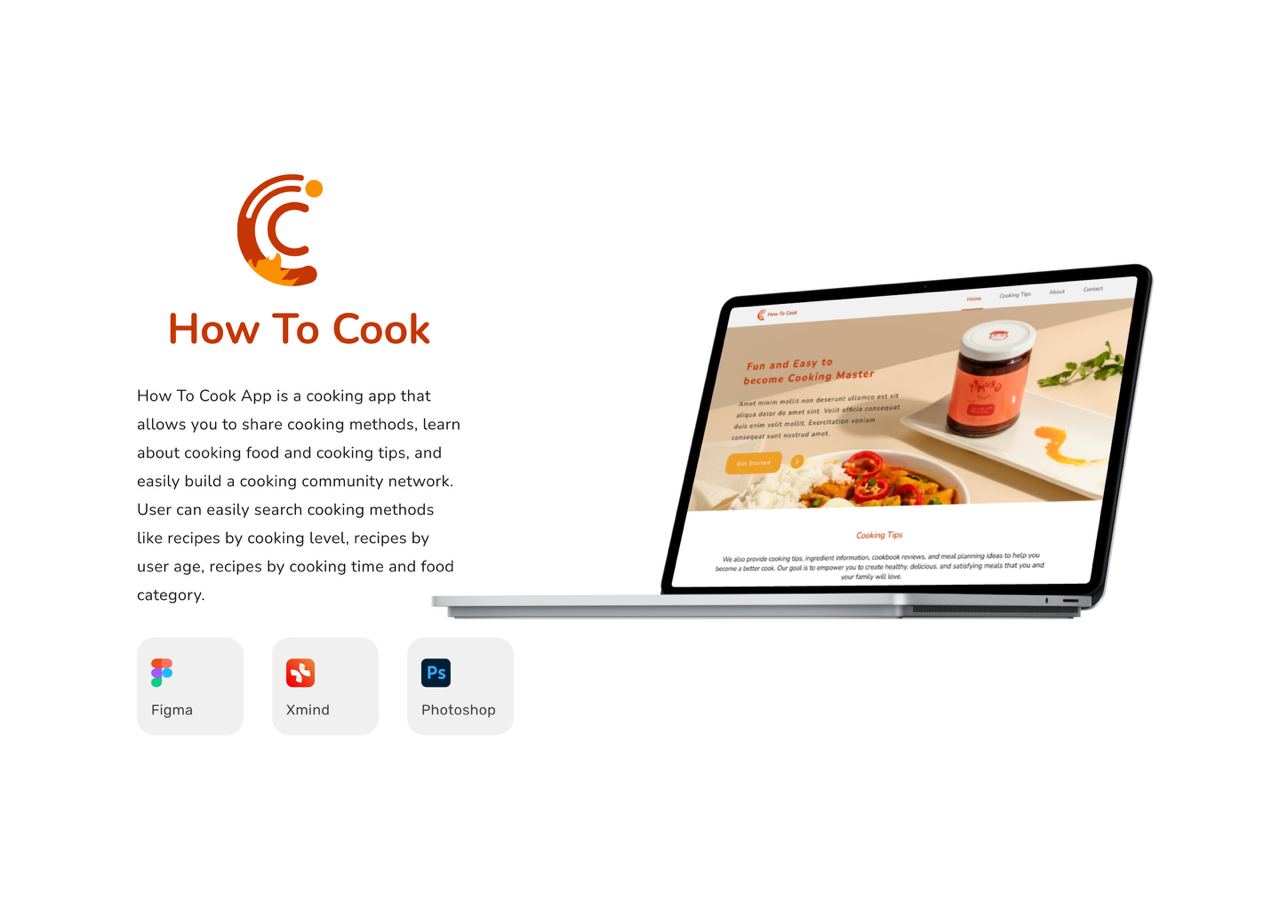 How To Cook
How To Cook App is a cooking app that
allows you to share cooking methods, learn
about cooking food and cooking tips, and
easily build a cooking community network.
User can easily search cooking methods
like recipes by cooking level, recipes by
user age, recipes by cooking time and food
category.
Figma
Xmind
Ps
Photoshop
How To Cook
Home
Cooking Tips
About
Contact
Fun and Easy to
become Cooking Master
Amet minim mollit non deserunt ullamco est sit
aliqua dolor do amet sint. Velit officia consequat
duis enim velit mollit. Exercitation veniam
consequat sunt nostrud amet.
Get Started
Cooking Tips
We also provide cooking tips, ingredient information, cookbook reviews, and meal planning ideas to help you
become a better cook. Our goal is to empower you to create healthy, delicious, and satisfying meals that you and
your family will love.